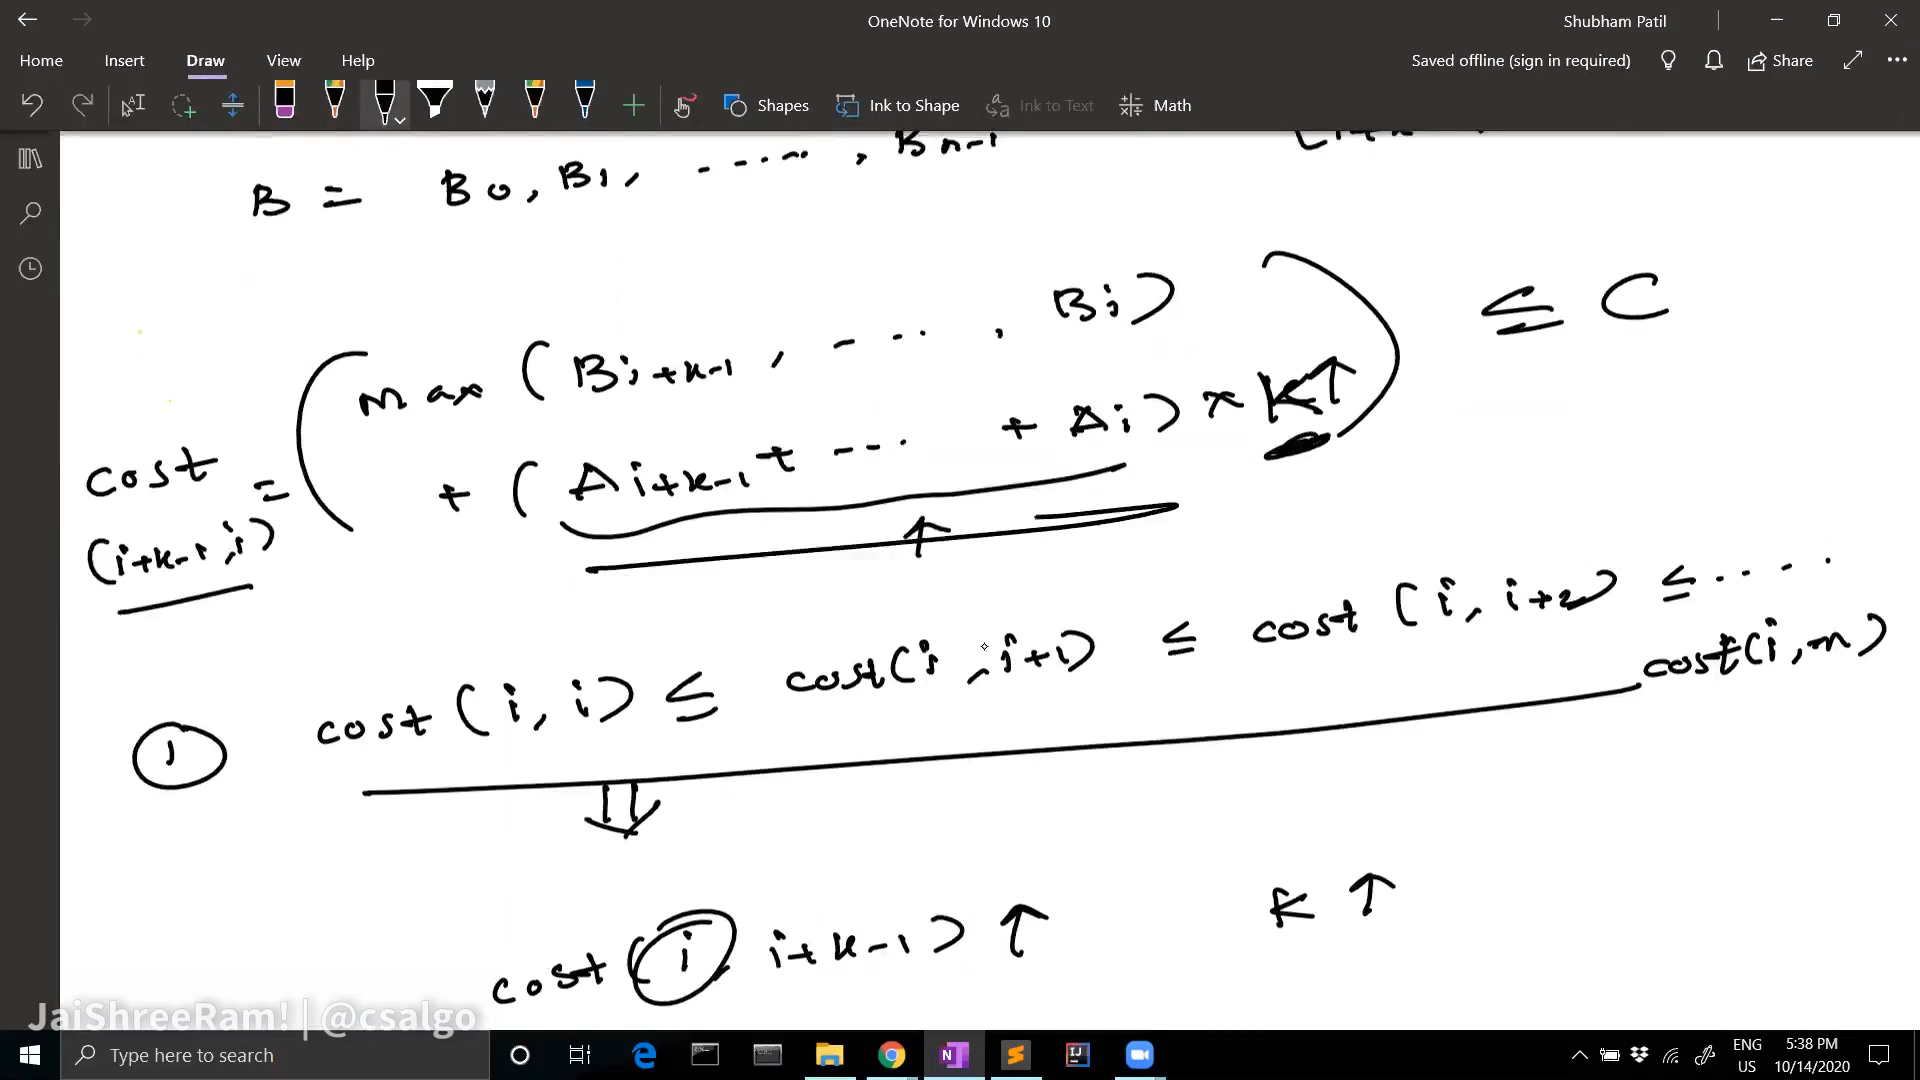 OneNote for Windows 10
Shubham Patil
Home Insert Draw View Help
Saved offline (sign in required) Share
Shapes Ink to Shape Ink to Text Math
B = B0, B1, ....., Bn-1
max (Bi+k-1, - ..., Bi) ≤ C
cost (i+k-1, i) = + (Ai+k-1 + --.. + Ai) × K↑
① cost (i, i) ≤ cost(i, i+1) ≤ cost (i, i+2) ≤.....
cost(i, n)
⇓
cost (i i+k-1) ↑ K ↑
JaiShreeRam! | @csalgo
Type here to search
ENG
US
5:38 PM
10/14/2020